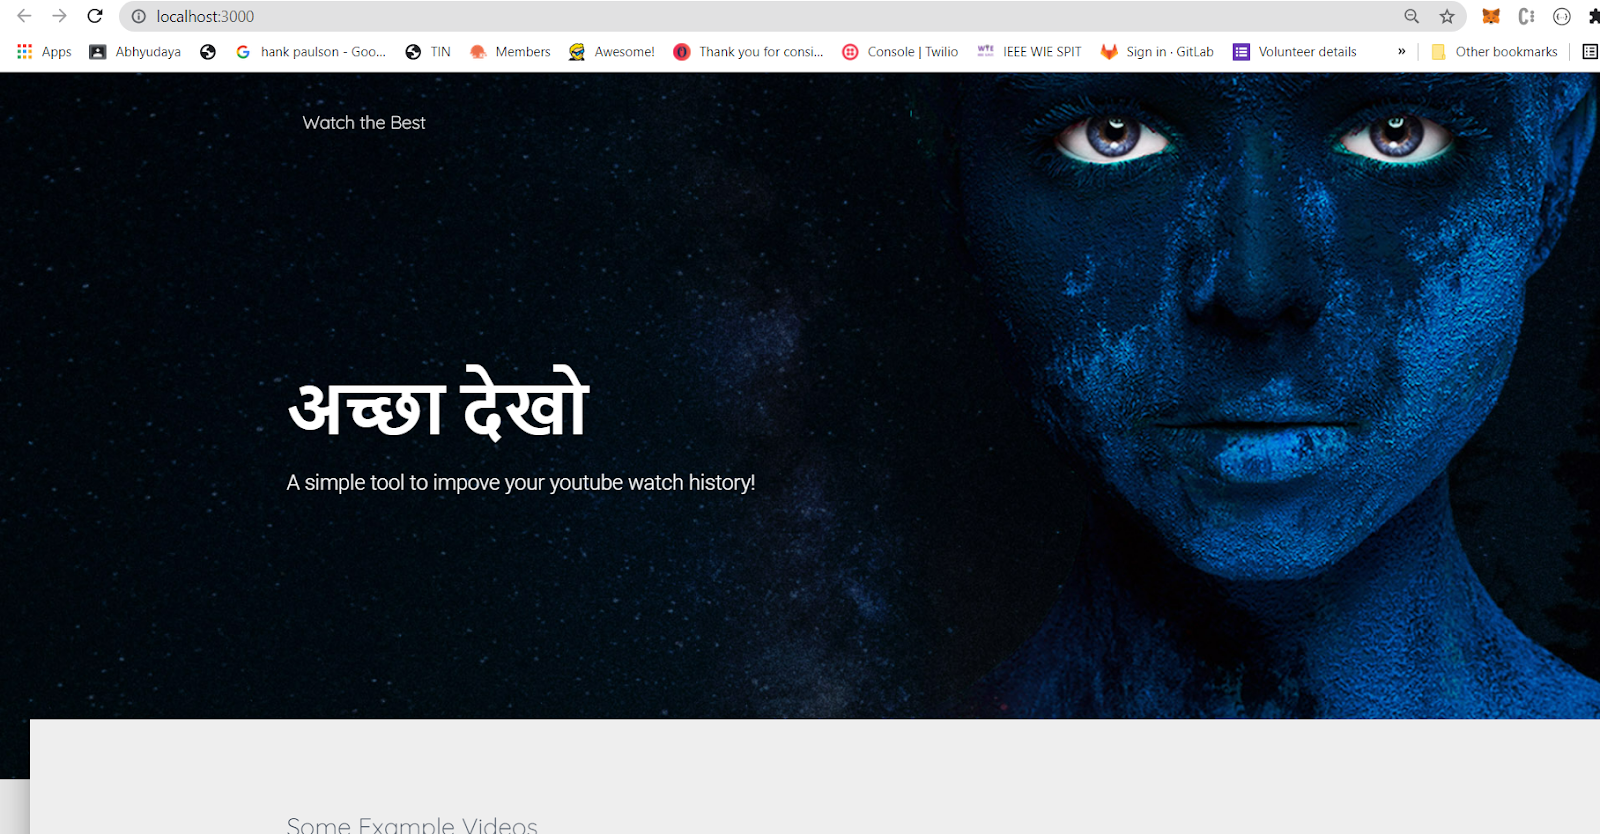 localhost:3000
Apps Abhyudaya hank paulson - Goo... TIN Members Awesome! Thank you for consi... Console | Twilio WIE IEEE WIE SPIT Sign in · GitLab Volunteer details » Other bookmarks
Watch the Best
अच्छा देखो
A simple tool to impove your youtube watch history!
Some Example Videos